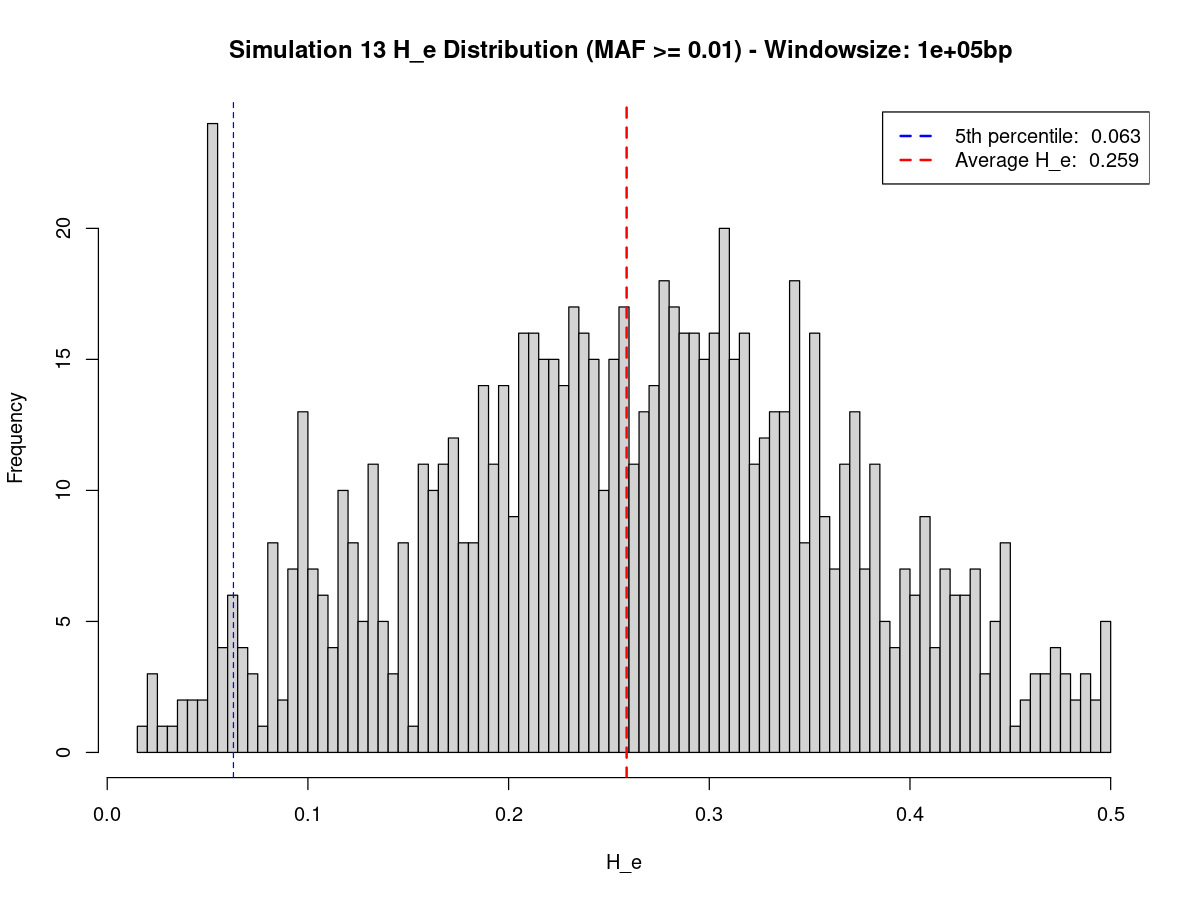 Simulation 13 H_e Distribution (MAF >= 0.01) - Windowsize: 1e+05bp
5th percentile:  0.063
Average H_e:  0.259
Frequency
20
15
10
5
0
0.0 0.1 0.2 0.3 0.4 0.5
H_e